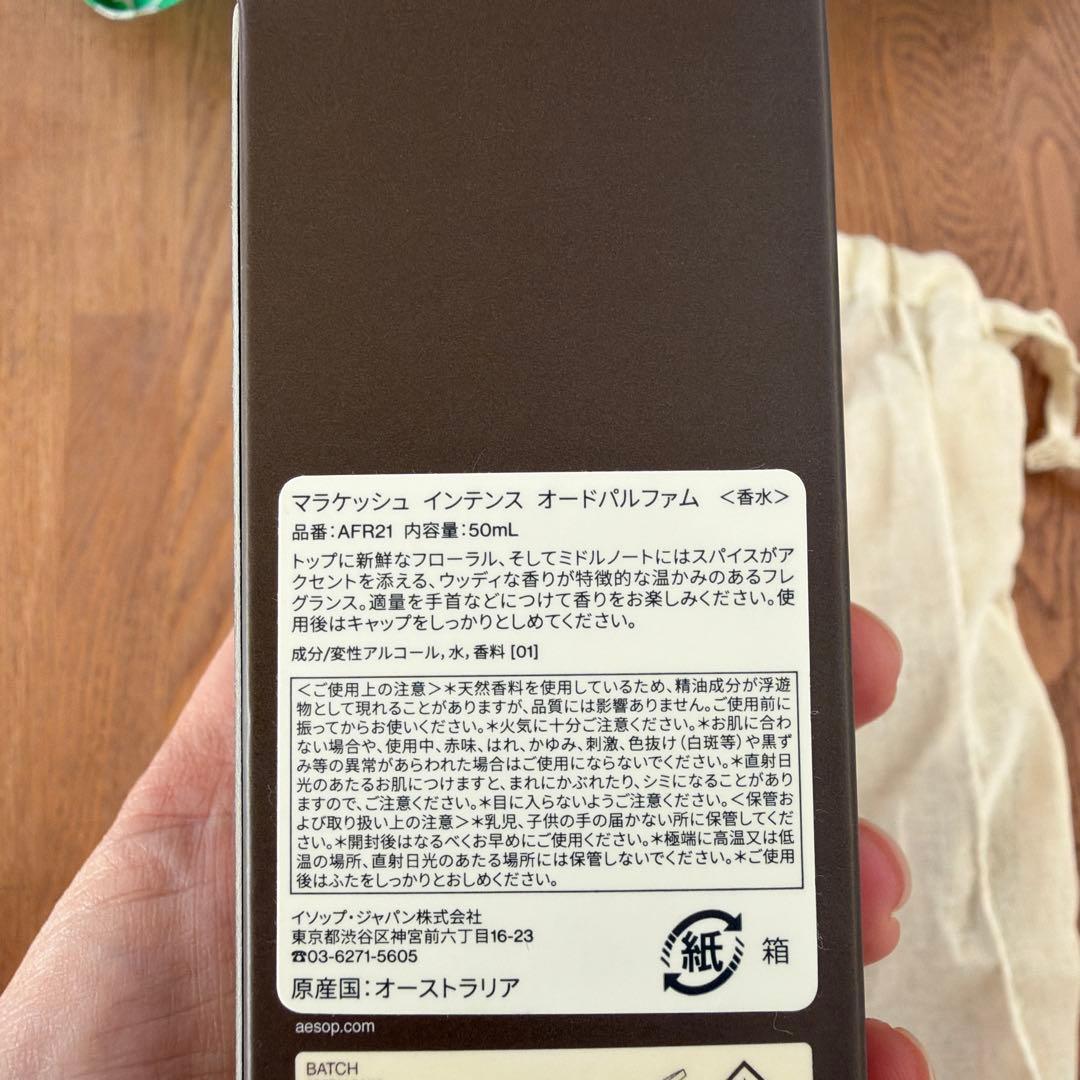 マラケッシュ インテンス オードパルファム ＜香水＞
品番：AFR21 内容量：50mL
トップに新鮮なフローラル、そしてミドルノートにはスパイスがア
クセントを添える、ウッディな香りが特徴的な温かみのあるフレ
グランス。適量を手首などにつけて香りをお楽しみください。使
用後はキャップをしっかりとしめてください。
成分/変性アルコール，水，香料 [01]
＜ご使用上の注意＞＊天然香料を使用しているため、精油成分が浮遊
物として現れることがありますが、品質には影響ありません。ご使用前に
振ってからお使いください。＊火気に十分ご注意ください。＊お肌に合わ
ない場合や、使用中、赤味、はれ、かゆみ、刺激、色抜け（白斑等）や黒ず
み等の異常があらわれた場合はご使用にならないでください。＊直射日
光のあたるお肌につけますと、まれにかぶれたり、シミになることがあり
ますので、ご注意ください。＊目に入らないようご注意ください。＜保管お
よび取り扱い上の注意＞＊乳児、子供の手の届かない所に保管してくだ
さい。＊開封後はなるべくお早めにご使用ください。＊極端に高温又は低
温の場所、直射日光のあたる場所には保管しないでください。＊ご使用
後はふたをしっかりとおしめください。
イソップ・ジャパン株式会社
東京都渋谷区神宮前六丁目16-23
☎03-6271-5605
紙 箱
原産国：オーストラリア
aesop.com
BATCH